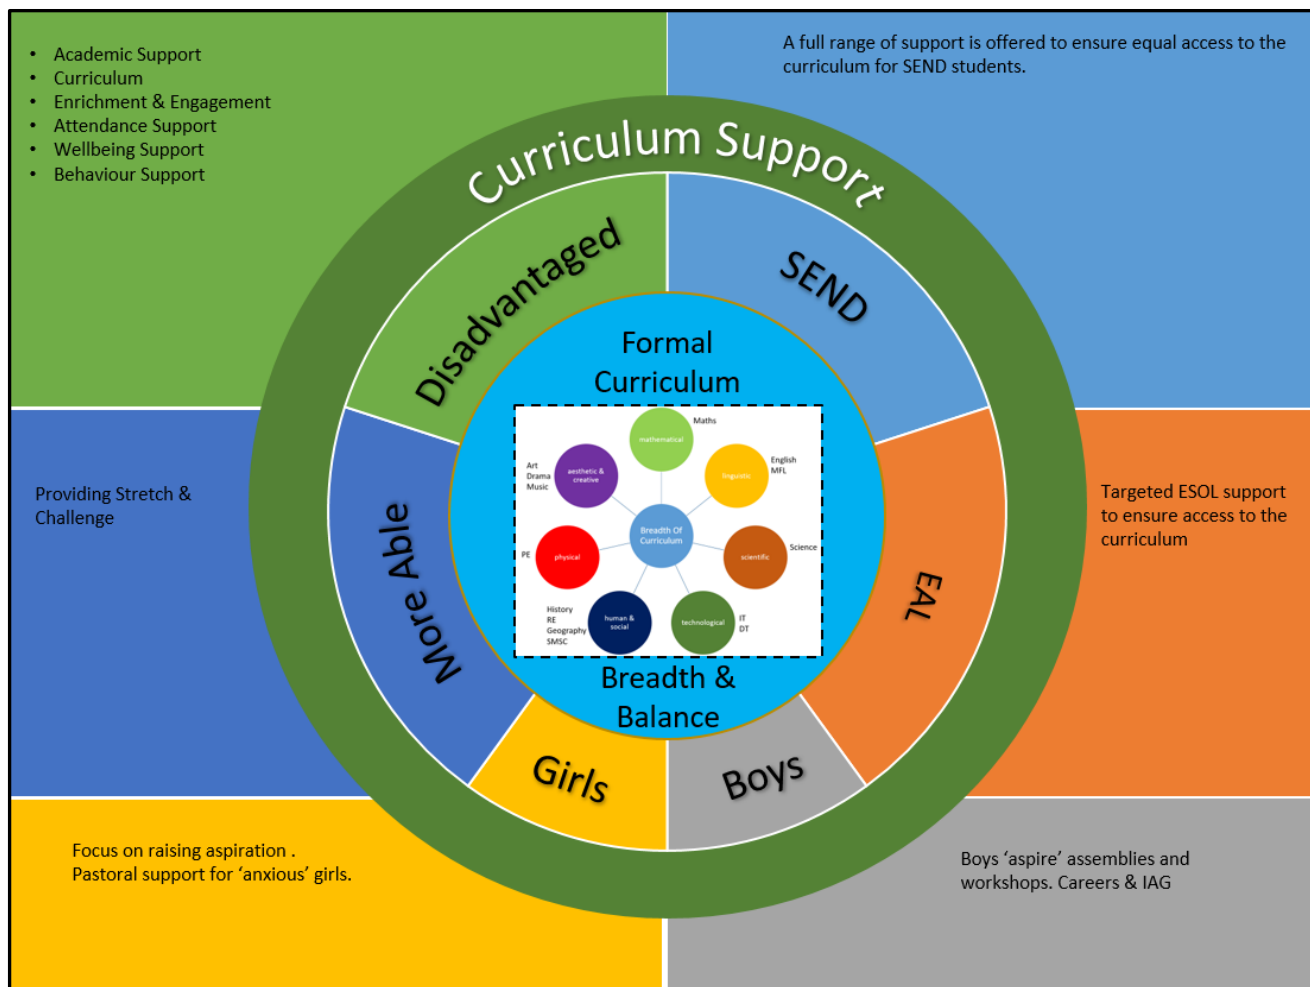 • Academic Support
• Curriculum
• Enrichment & Engagement
• Attendance Support
• Wellbeing Support
• Behaviour Support
A full range of support is offered to ensure equal access to the
curriculum for SEND students.
Curriculum Support
Disadvantaged
SEND
Formal
Curriculum
mathematical
Maths
aesthetic &
creative
Art
Drama
Music
linguistic
English
MFL
Breadth Of
Curriculum
physical
PE
scientific
Science
human &
social
History
RE
Geography
SMSC
technological
IT
DT
Breadth &
Balance
Providing Stretch &
Challenge
More Able
EAL
Targeted ESOL support
to ensure access to the
curriculum
Girls
Boys
Focus on raising aspiration .
Pastoral support for ‘anxious’ girls.
Boys ‘aspire’ assemblies and
workshops. Careers & IAG